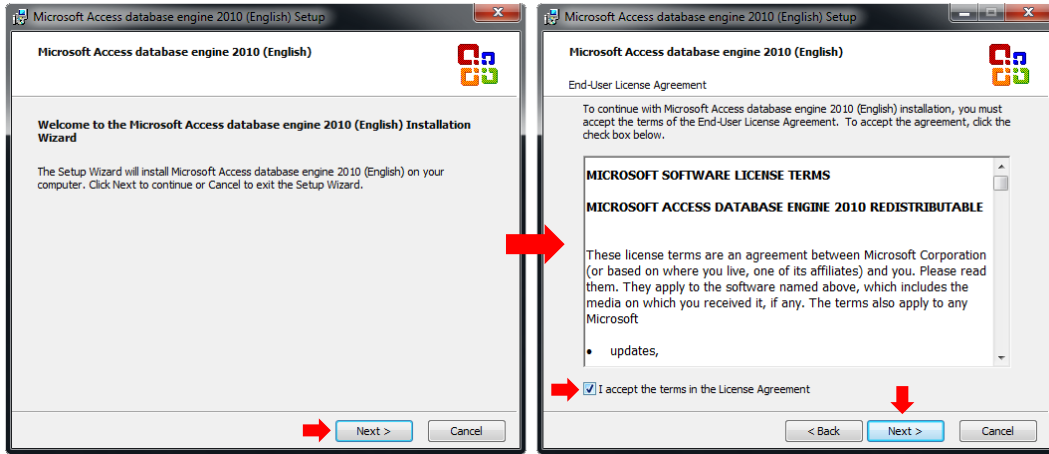 Microsoft Access database engine 2010 (English) Setup
Microsoft Access database engine 2010 (English)
Welcome to the Microsoft Access database engine 2010 (English) Installation
Wizard
The Setup Wizard will install Microsoft Access database engine 2010 (English) on your
computer. Click Next to continue or Cancel to exit the Setup Wizard.
Next >
Cancel
Microsoft Access database engine 2010 (English) Setup
Microsoft Access database engine 2010 (English)
End-User License Agreement
To continue with Microsoft Access database engine 2010 (English) installation, you must
accept the terms of the End-User License Agreement. To accept the agreement, click the
check box below.
MICROSOFT SOFTWARE LICENSE TERMS
MICROSOFT ACCESS DATABASE ENGINE 2010 REDISTRIBUTABLE
These license terms are an agreement between Microsoft Corporation
(or based on where you live, one of its affiliates) and you. Please read
them. They apply to the software named above, which includes the
media on which you received it, if any. The terms also apply to any
Microsoft
• updates,
I accept the terms in the License Agreement
< Back
Next >
Cancel